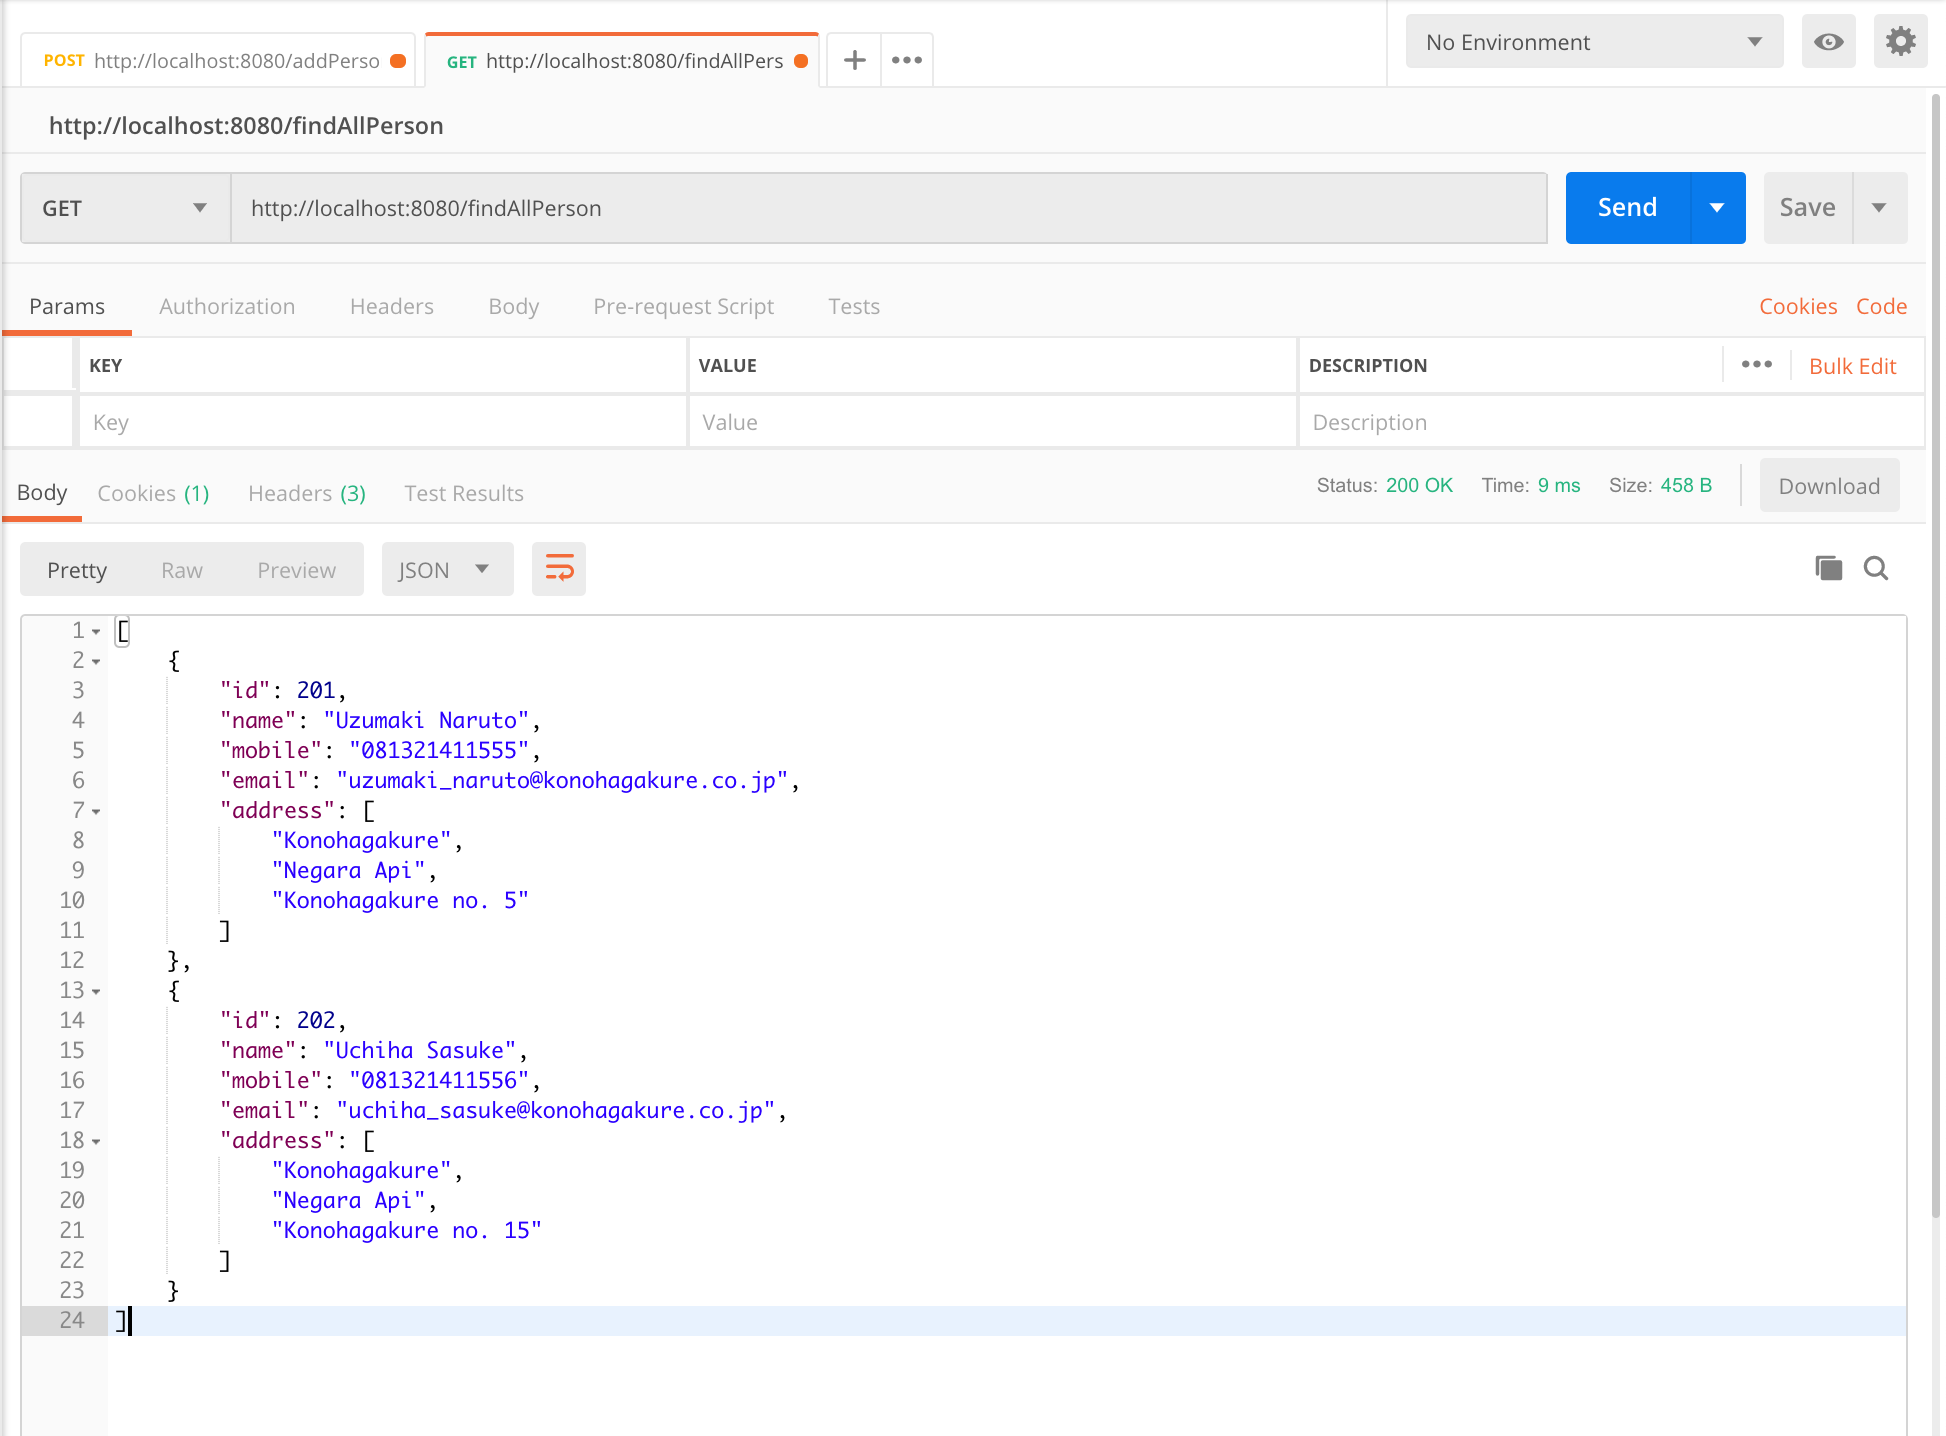 POST http://localhost:8080/addPerso
GET http://localhost:8080/findAllPers
No Environment
http://localhost:8080/findAllPerson
GET http://localhost:8080/findAllPerson Send Save
Params Authorization Headers Body Pre-request Script Tests Cookies Code
KEY VALUE DESCRIPTION Bulk Edit
Key Value Description
Body Cookies (1) Headers (3) Test Results Status: 200 OK Time: 9 ms Size: 458 B Download
Pretty Raw Preview JSON
1 [
2 {
3 "id": 201,
4 "name": "Uzumaki Naruto",
5 "mobile": "081321411555",
6 "email": "uzumaki_naruto@konohagakure.co.jp",
7 "address": [
8 "Konohagakure",
9 "Negara Api",
10 "Konohagakure no. 5"
11 ]
12 },
13 {
14 "id": 202,
15 "name": "Uchiha Sasuke",
16 "mobile": "081321411556",
17 "email": "uchiha_sasuke@konohagakure.co.jp",
18 "address": [
19 "Konohagakure",
20 "Negara Api",
21 "Konohagakure no. 15"
22 ]
23 }
24 ]